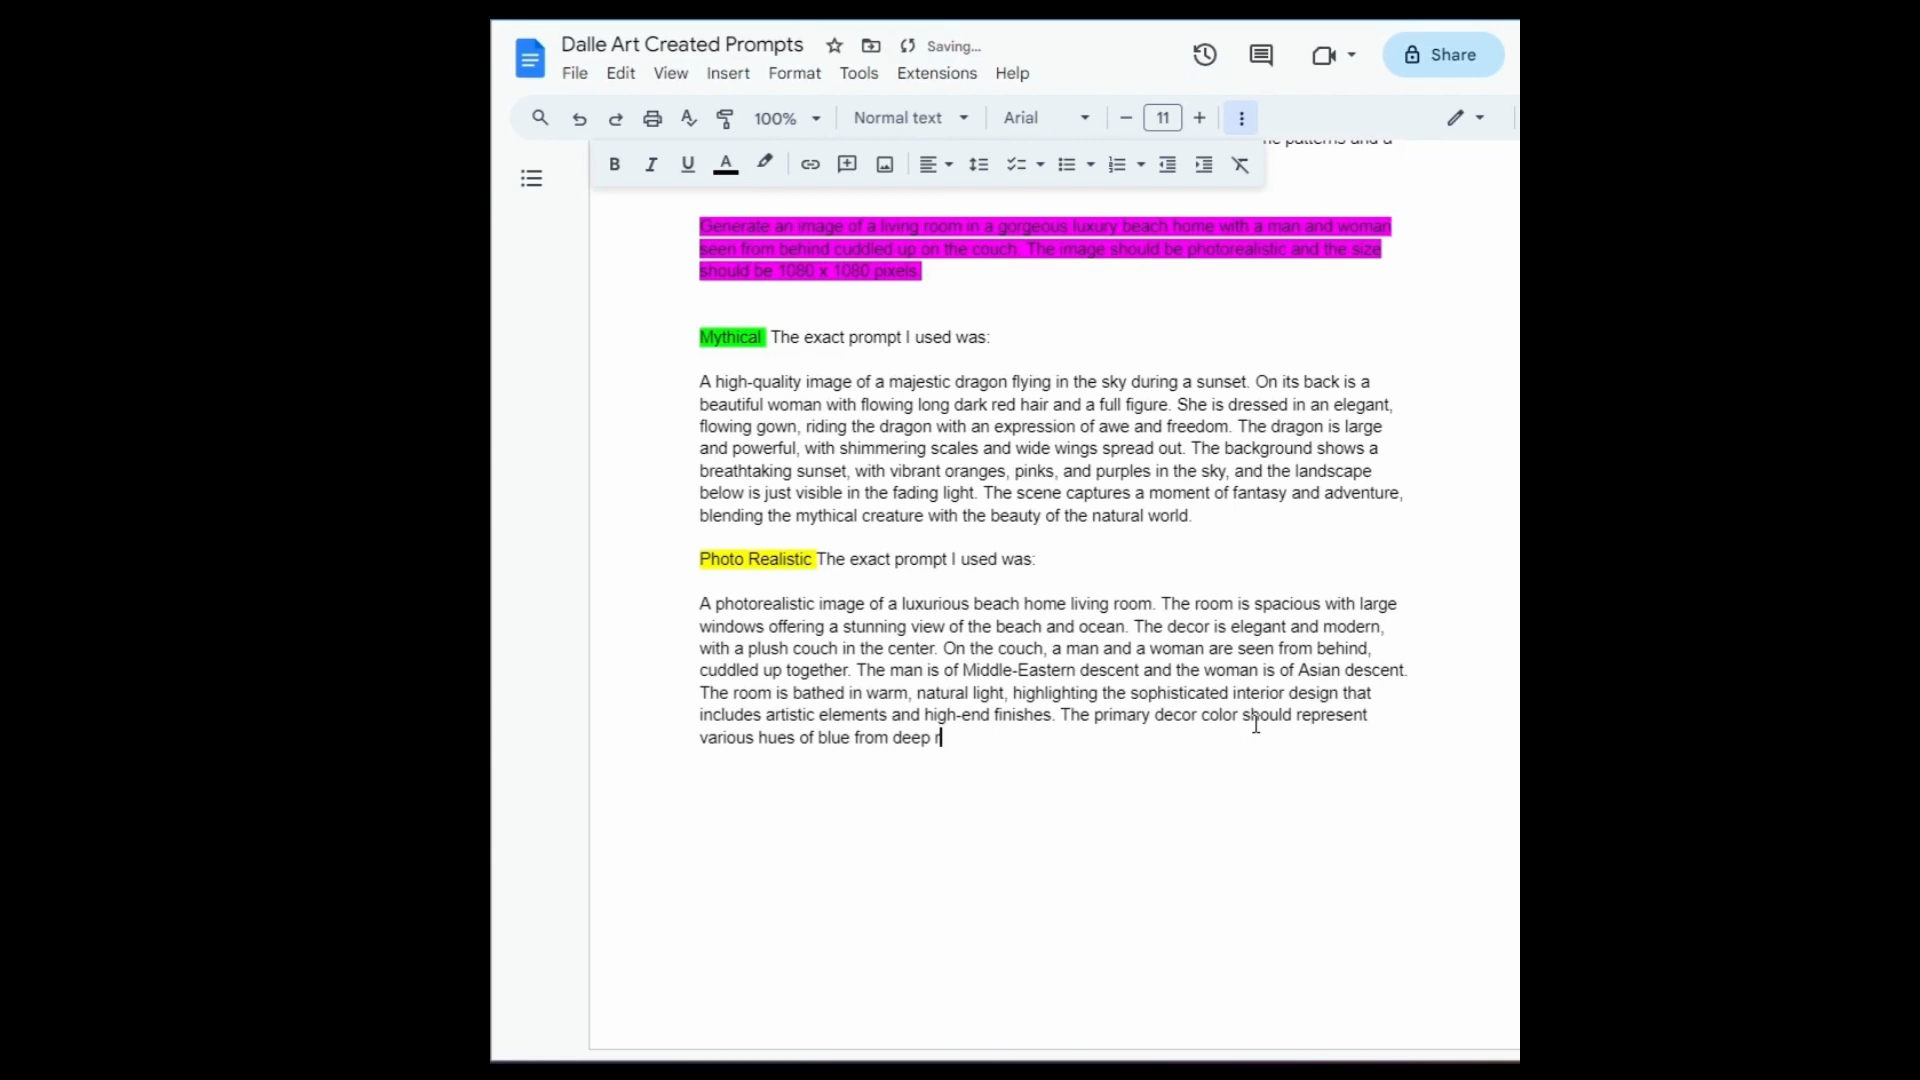 Dalle Art Created Prompts Saving...
File Edit View Insert Format Tools Extensions Help
Share
100% Normal text Arial 11
patterns and a
Generate an image of a living room in a gorgeous luxury beach home with a man and woman
seen from behind cuddled up on the couch. The image should be photorealistic and the size
should be 1080 x 1080 pixels.
Mythical The exact prompt I used was:
A high-quality image of a majestic dragon flying in the sky during a sunset. On its back is a
beautiful woman with flowing long dark red hair and a full figure. She is dressed in an elegant,
flowing gown, riding the dragon with an expression of awe and freedom. The dragon is large
and powerful, with shimmering scales and wide wings spread out. The background shows a
breathtaking sunset, with vibrant oranges, pinks, and purples in the sky, and the landscape
below is just visible in the fading light. The scene captures a moment of fantasy and adventure,
blending the mythical creature with the beauty of the natural world.
Photo Realistic The exact prompt I used was:
A photorealistic image of a luxurious beach home living room. The room is spacious with large
windows offering a stunning view of the beach and ocean. The decor is elegant and modern,
with a plush couch in the center. On the couch, a man and a woman are seen from behind,
cuddled up together. The man is of Middle-Eastern descent and the woman is of Asian descent.
The room is bathed in warm, natural light, highlighting the sophisticated interior design that
includes artistic elements and high-end finishes. The primary decor color should represent
various hues of blue from deep r